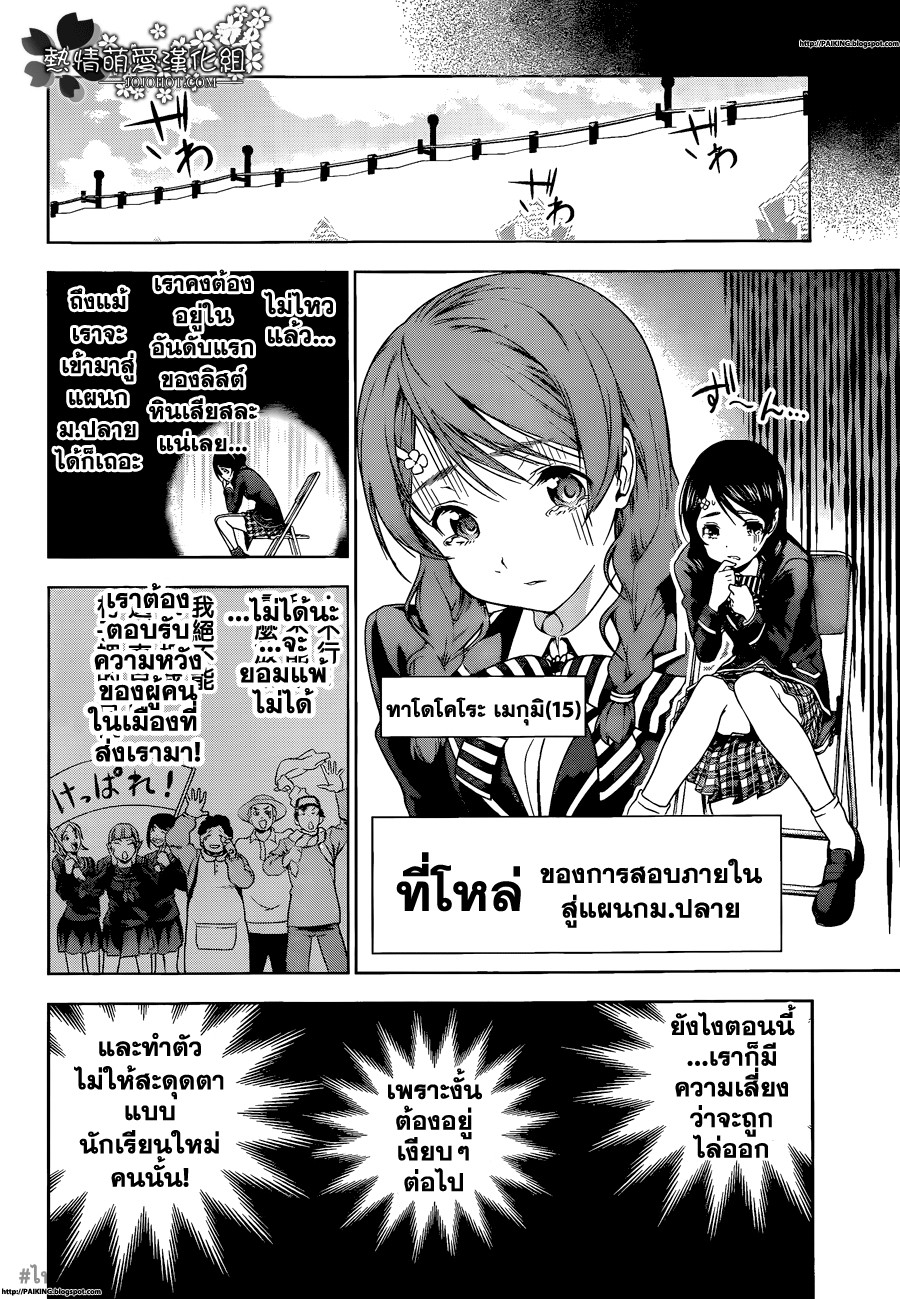 熱情萌愛漢化組
JOJOHOT.COM
http://PAIKING.blogspot.com
ざわ
ざわ
ざわ
ず〜ん…
ไม่ไหว
แล้ว...
เราคงต้อง
อยู่ใน
อันดับแรก
ของลิสต์
หินเสียสละ
แน่เลย...
ถึงแม้
เราจะ
เข้ามาสู่
แผนก
ม.ปลาย
ได้ก็เถอะ
ทาโดโคโระ เมกุมิ(15)
ที่โหล่
ของการสอบภายใน
สู่แผนกม.ปลาย
...ไม่ได้นะ
...จะ
ยอมแพ้
ไม่ได้
เราต้อง
ตอบรับ
ความหวัง
ของผู้คน
ในเมืองที่
ส่งเรามา!
けっぱれ!
ยังไงตอนนี้
...เราก็มี
ความเสี่ยง
ว่าจะถูก
ไล่ออก
เพราะงั้น
ต้องอยู่
เงียบๆ
ต่อไป
และทำตัว
ไม่ให้สะดุดตา
แบบ
นักเรียนใหม่
คนนั้น!
http://PAIKING.blogspot.com